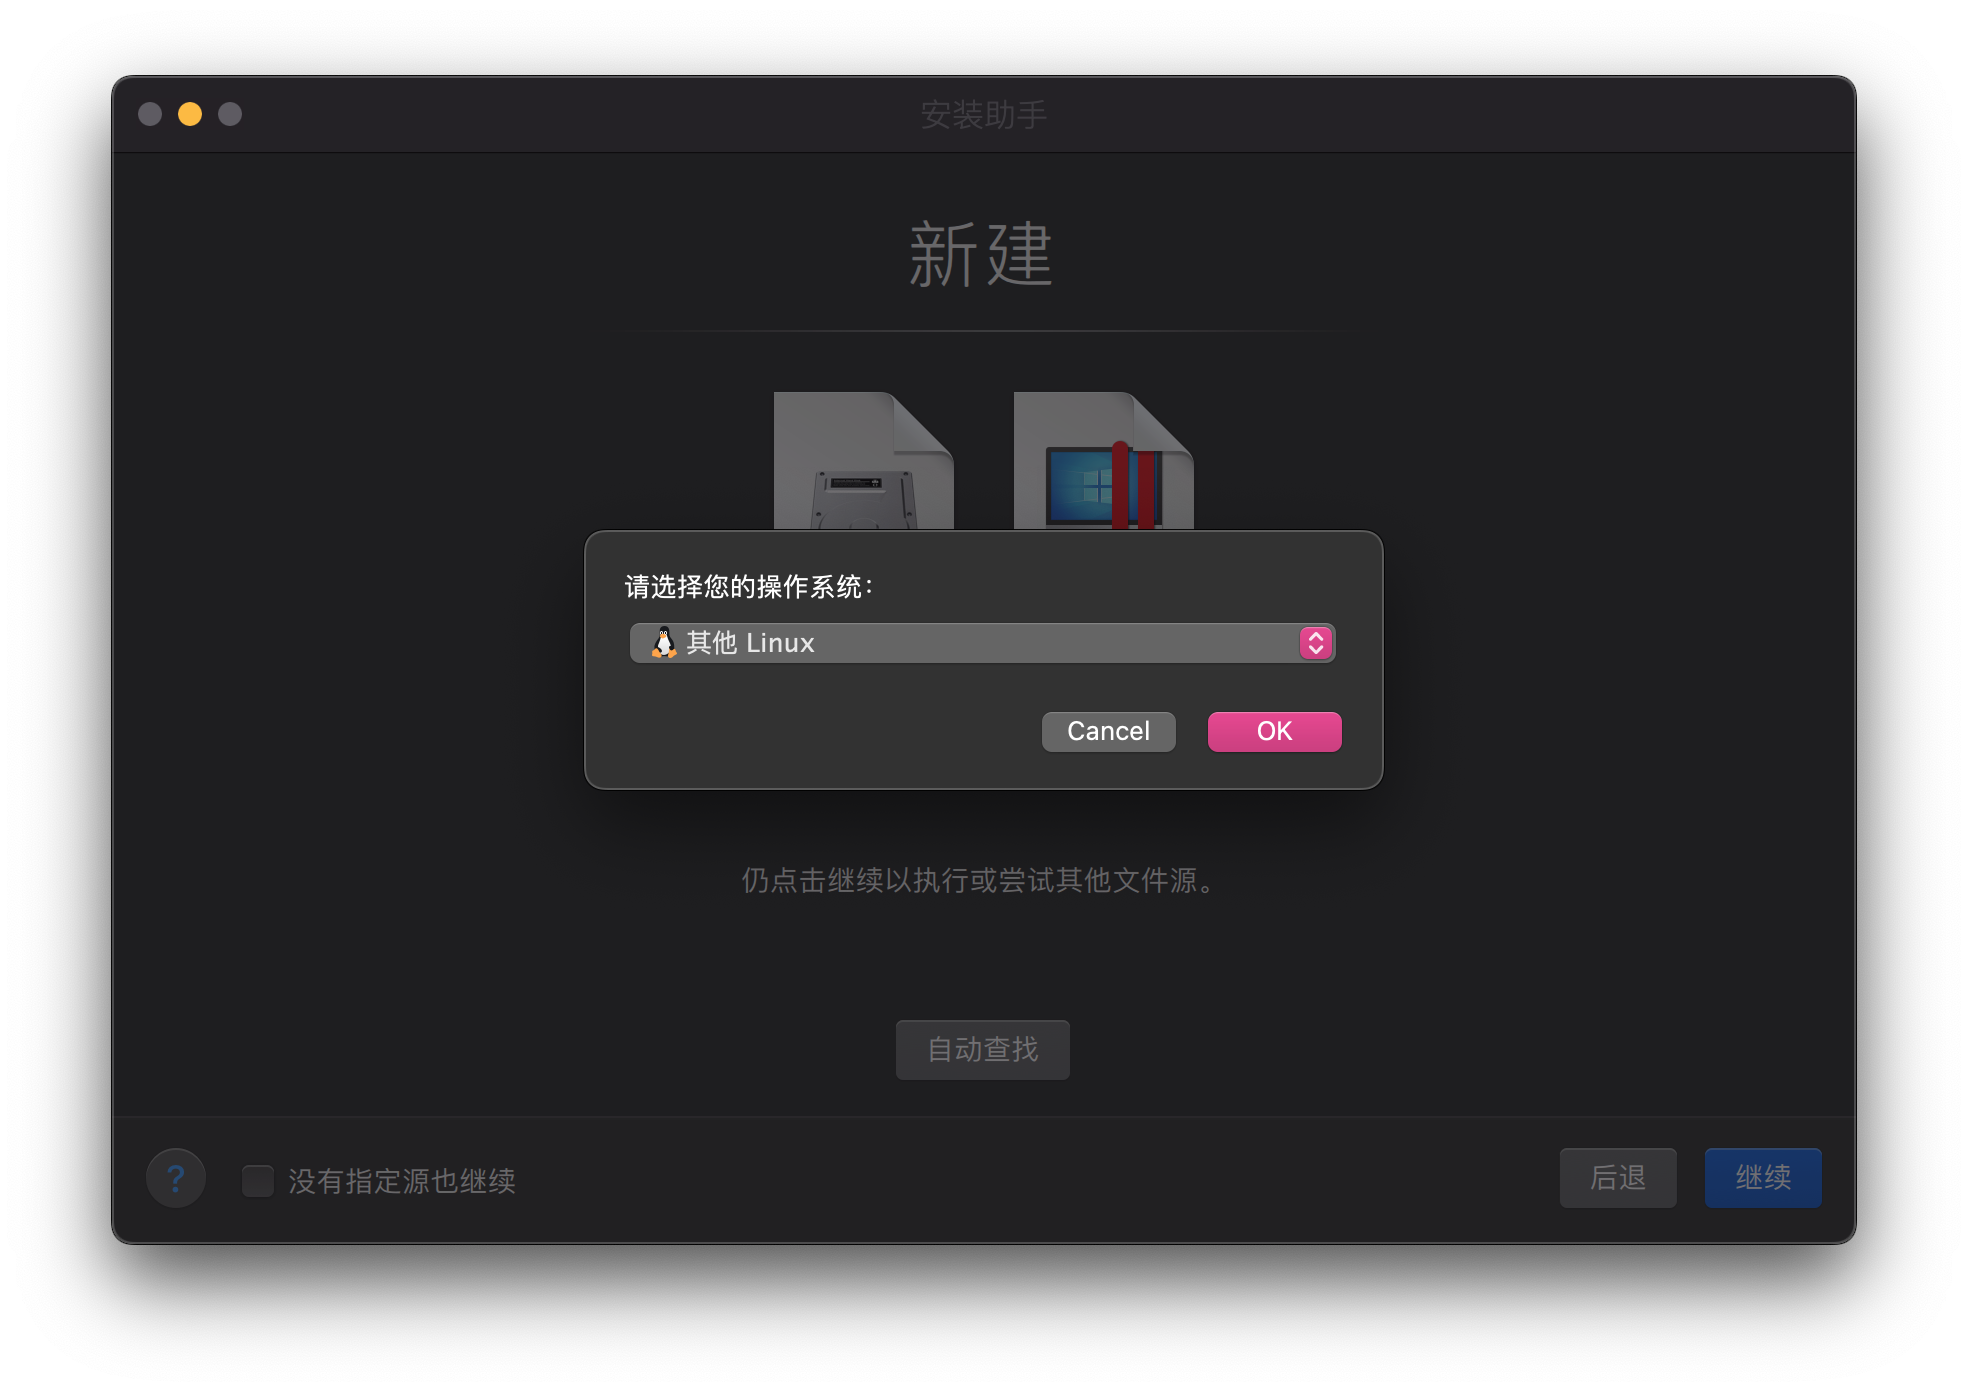 安装助手
新建
请选择您的操作系统：
其他 Linux
Cancel
OK
仍点击继续以执行或尝试其他文件源。
自动查找
?
没有指定源也继续
后退
继续